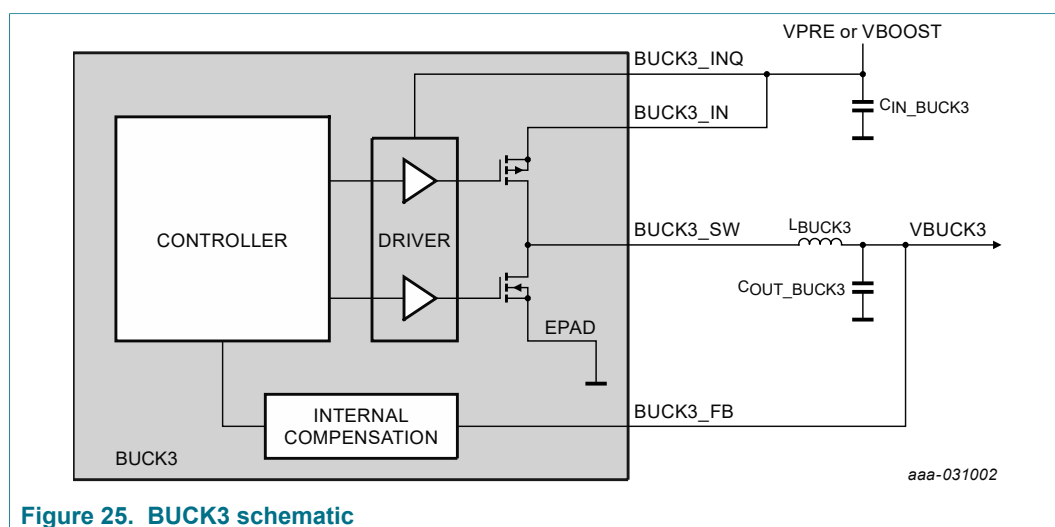 VPRE or VBOOST
BUCK3_INQ
CIN_BUCK3
BUCK3_IN
CONTROLLER
DRIVER
BUCK3_SW
LBUCK3
VBUCK3
COUT_BUCK3
EPAD
INTERNAL
COMPENSATION
BUCK3_FB
BUCK3
aaa-031002
Figure 25. BUCK3 schematic